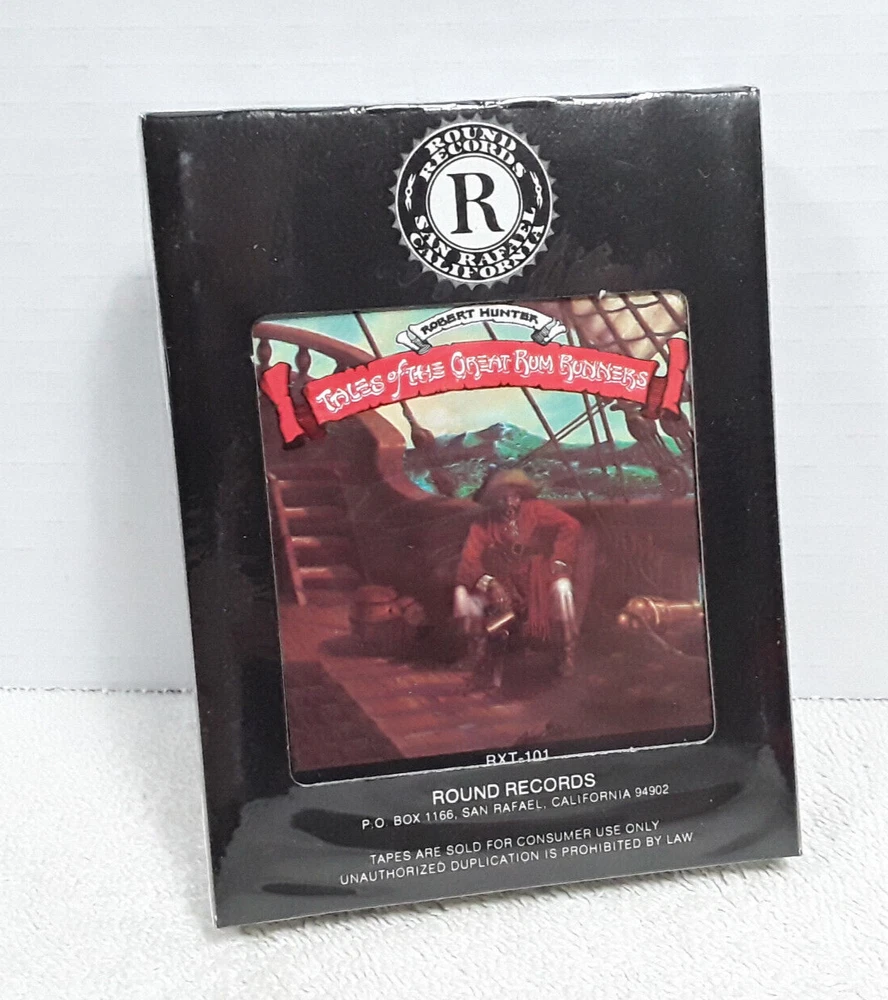 ROUND
RECORDS
R
SAN RAFAEL
CALIFORNIA
ROBERT HUNTER
TALES of THE GREAT RUM RUNNERS
RXT-101
ROUND RECORDS
P.O. BOX 1166, SAN RAFAEL, CALIFORNIA 94902
TAPES ARE SOLD FOR CONSUMER USE ONLY
UNAUTHORIZED DUPLICATION IS PROHIBITED BY LAW